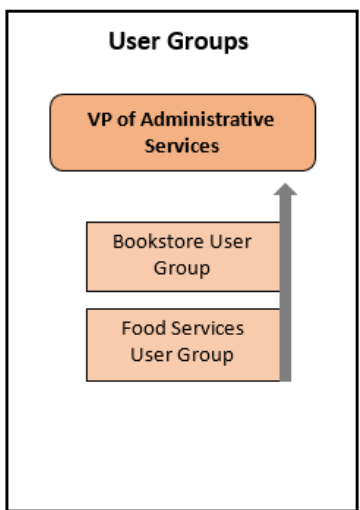 User Groups
VP of Administrative
Services
Bookstore User
Group
Food Services
User Group